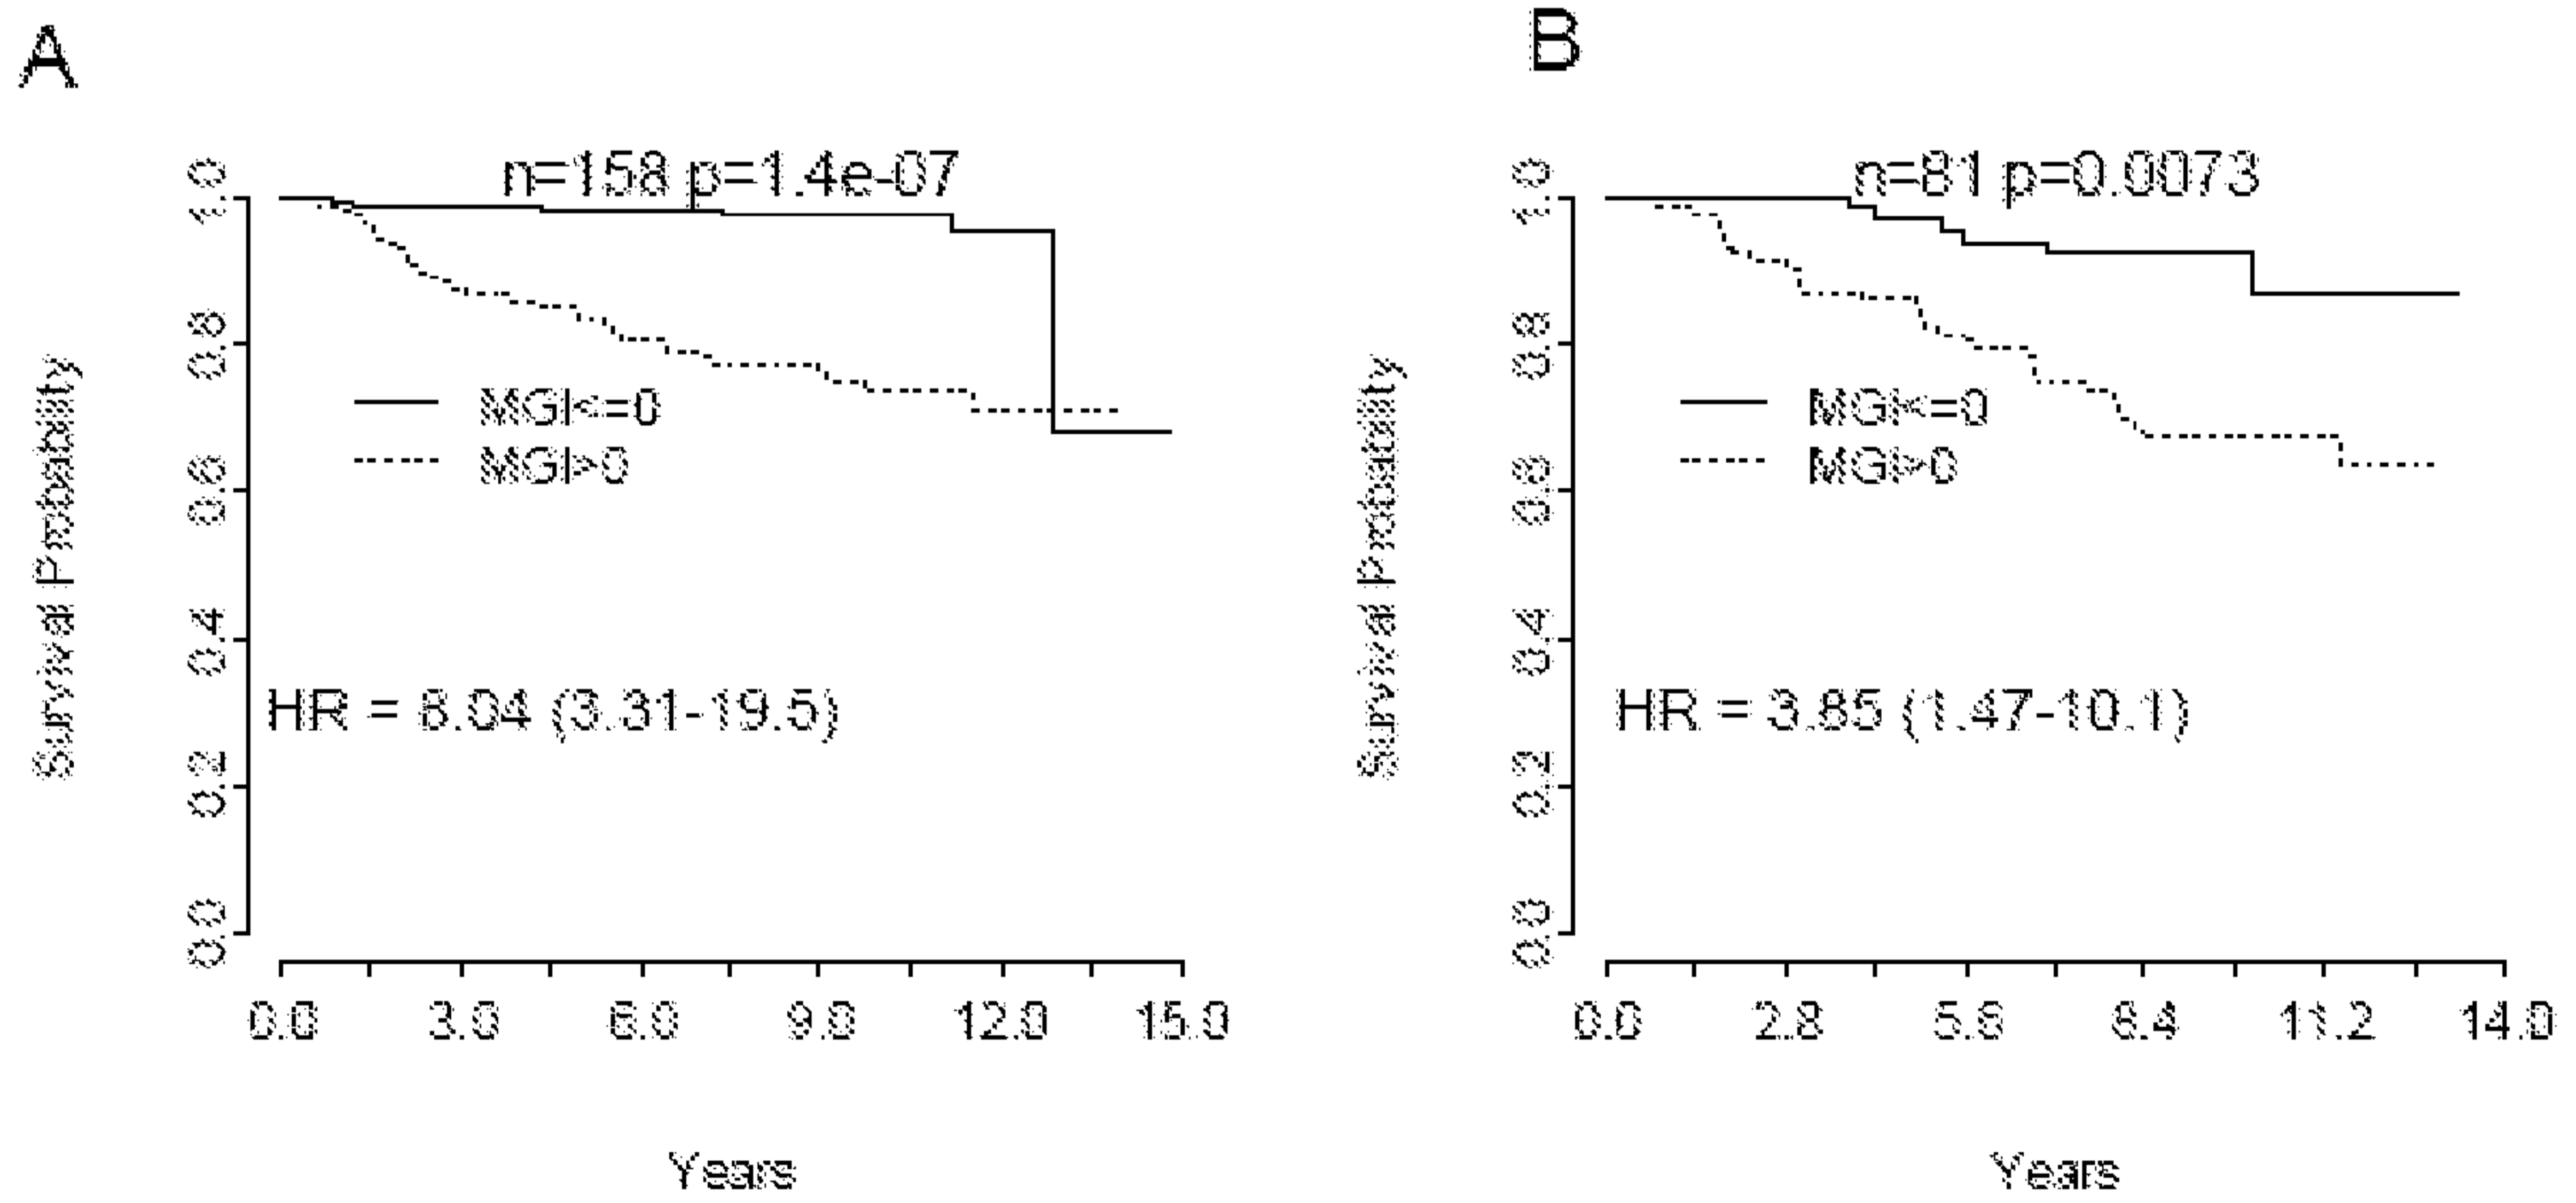 A
n=158 p=1.4e-07
Survival Probability
1.0
0.8
0.6
0.4
0.2
0.0
MGI<=0
MGI>0
HR = 8.04 (3.31-19.5)
0.0 3.0 6.0 9.0 12.0 15.0
Years
B
n=81 p=0.0073
Survival Probability
1.0
0.8
0.6
0.4
0.2
0.0
MGI<=0
MGI>0
HR = 3.85 (1.47-10.1)
0.0 2.8 5.6 8.4 11.2 14.0
Years